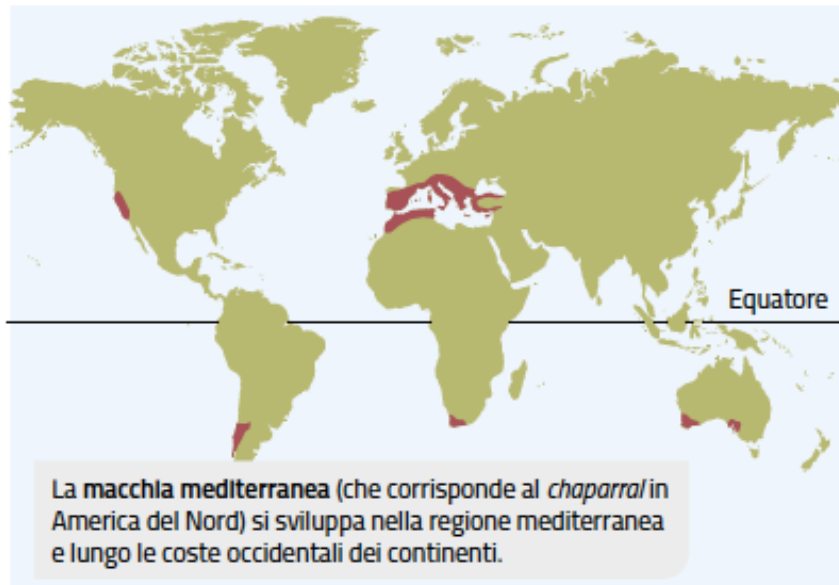 Equatore
La macchia mediterranea (che corrisponde al chaparral in
America del Nord) si sviluppa nella regione mediterranea
e lungo le coste occidentali dei continenti.